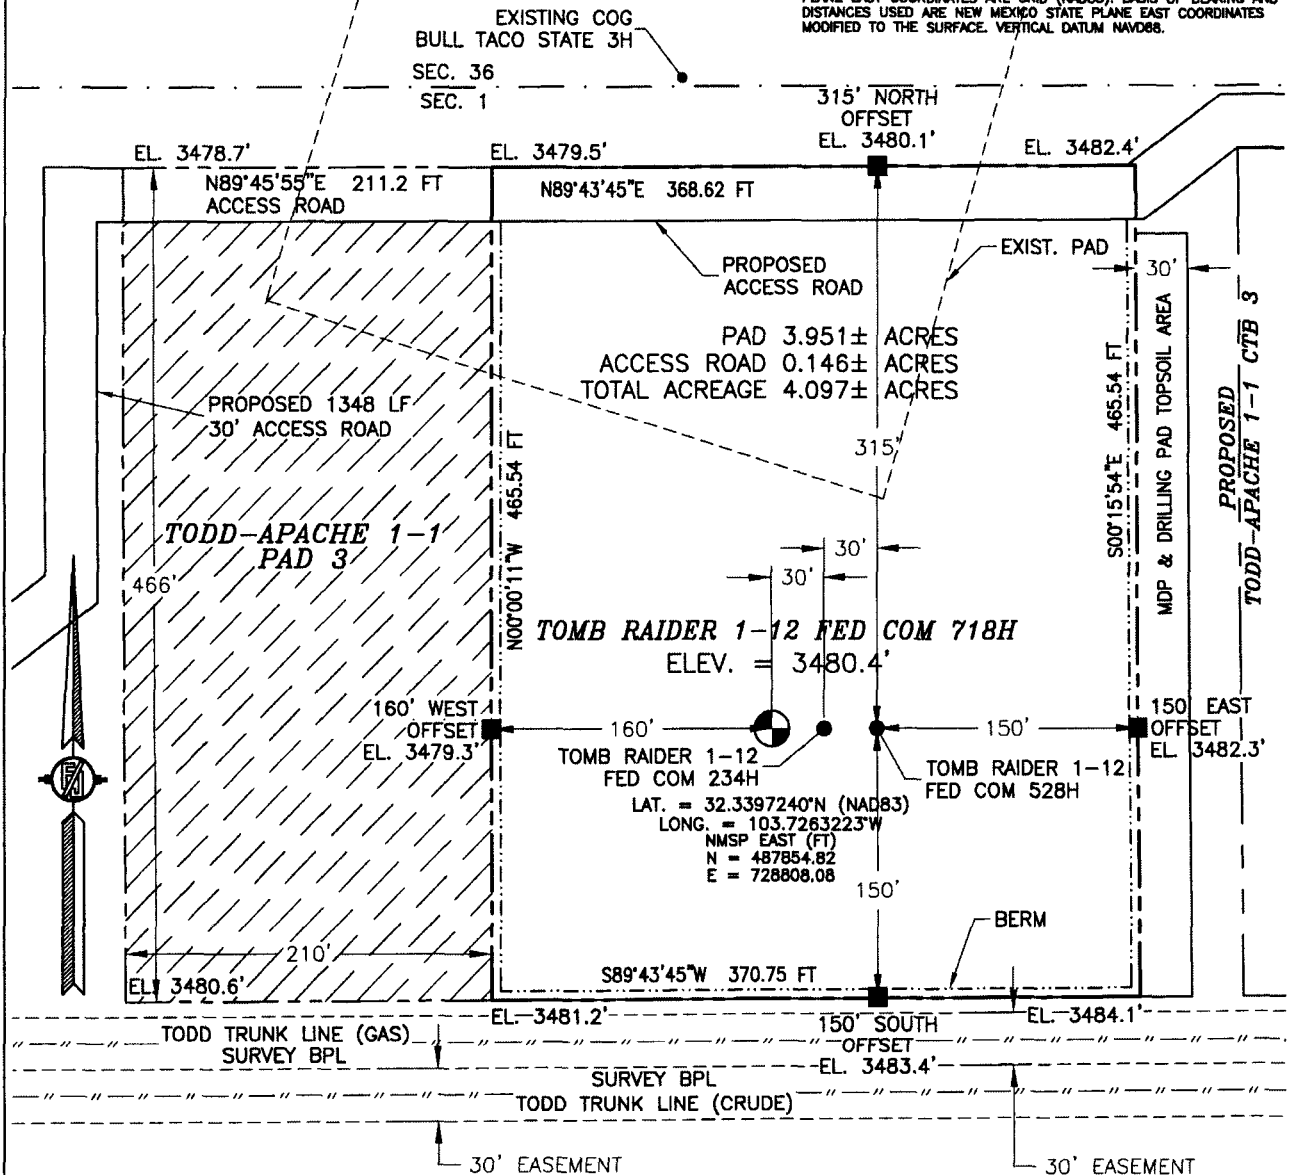 PLANE EAST COORDINATES ARE GRID (NAD83). BASIS OF BEARING AND
DISTANCES USED ARE NEW MEXICO STATE PLANE EAST COORDINATES
MODIFIED TO THE SURFACE. VERTICAL DATUM NAVD88.
EXISTING COG
BULL TACO STATE 3H
SEC. 36
SEC. 1
315' NORTH
OFFSET
EL. 3480.1'
EL. 3478.7'
EL. 3479.5'
EL. 3482.4'
N89°45'55"E 211.2 FT
ACCESS ROAD
N89°43'45"E 368.62 FT
PROPOSED
ACCESS ROAD
EXIST. PAD
30'
PAD 3.951± ACRES
ACCESS ROAD 0.146± ACRES
TOTAL ACREAGE 4.097± ACRES
PROPOSED 1348 LF
30' ACCESS ROAD
315'
N00°00'11"W 465.54 FT
S00°15'54"E 465.54 FT
MDP & DRILLING PAD TOPSOIL AREA
PROPOSED
TODD-APACHE 1-1 CTB 3
TODD-APACHE 1-1
PAD 3
466'
30'
30'
TOMB RAIDER 1-12 FED COM 718H
ELEV. = 3480.4'
160' WEST
OFFSET
EL. 3479.3'
160'
150'
150' EAST
OFFSET
EL. 3482.3'
TOMB RAIDER 1-12
FED COM 234H
TOMB RAIDER 1-12
FED COM 528H
LAT. = 32.3397240°N (NAD83)
LONG. = 103.7263223°W
NMSP EAST (FT)
N = 487854.82
E = 728808.08
150'
BERM
210'
S89°43'45"W 370.75 FT
EL. 3480.6'
EL. 3481.2'
150' SOUTH
OFFSET
EL. 3483.4'
EL. 3484.1'
TODD TRUNK LINE (GAS)
SURVEY BPL
SURVEY BPL
TODD TRUNK LINE (CRUDE)
30' EASEMENT
30' EASEMENT